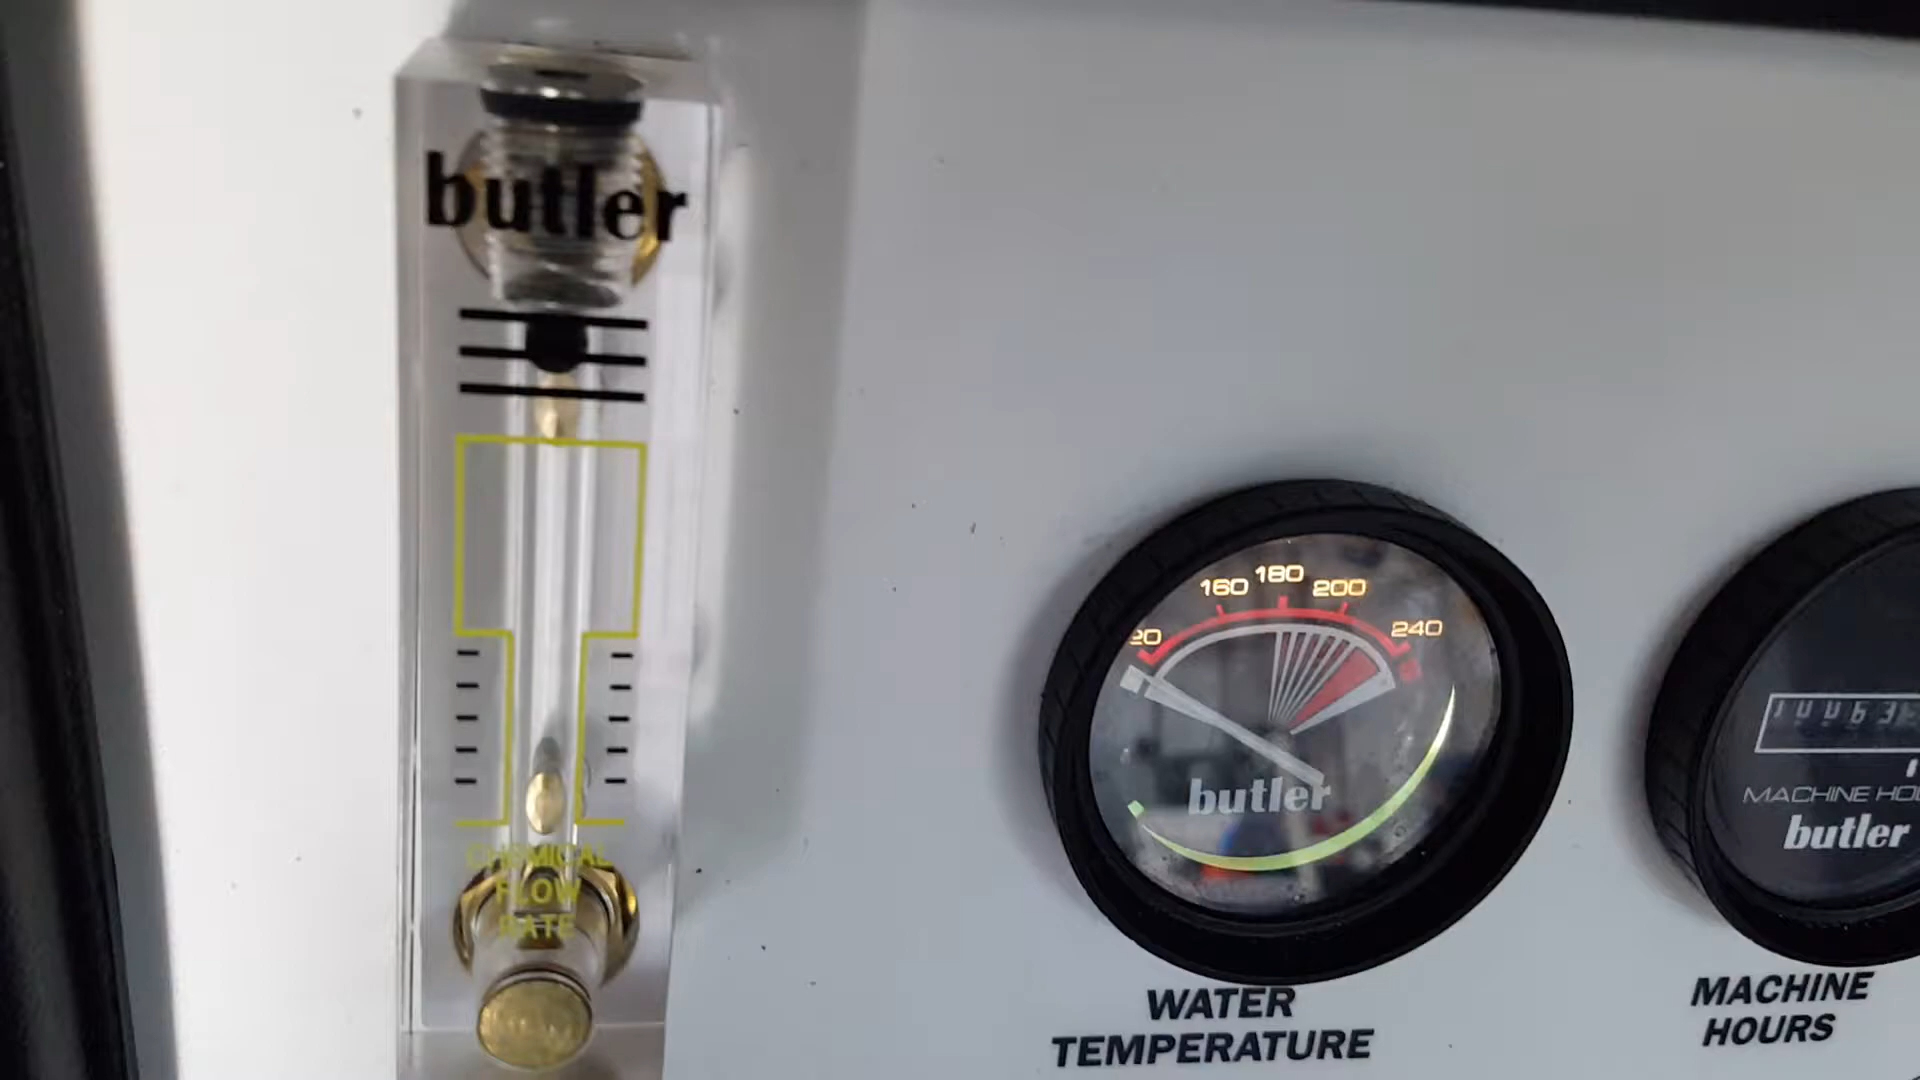 butler
CHEMICAL
FLOW
RATE
160
180
200
240
butler
WATER
TEMPERATURE
butler
MACHINE
HOURS